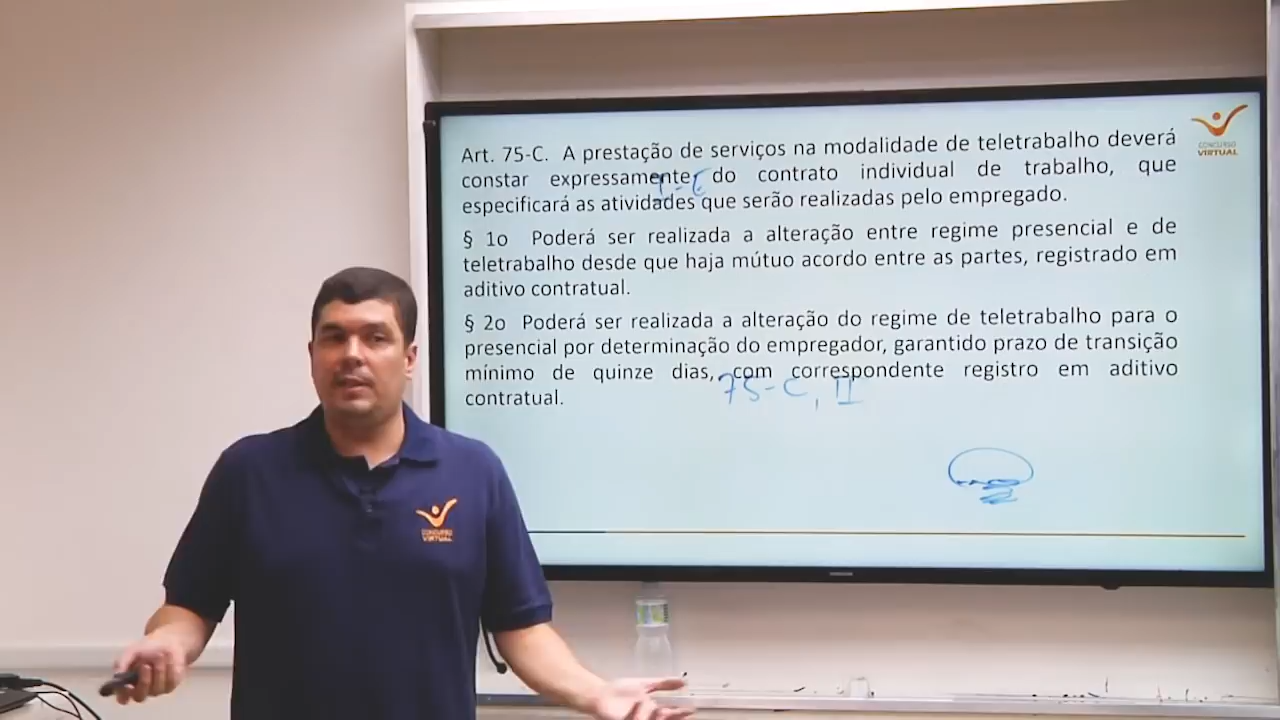 Art. 75-C. A prestação de serviços na modalidade de teletrabalho deverá
constar expressamente do contrato individual de trabalho, que
especificará as atividades que serão realizadas pelo empregado.
§ 1o Poderá ser realizada a alteração entre regime presencial e de
teletrabalho desde que haja mútuo acordo entre as partes, registrado em
aditivo contratual.
§ 2o Poderá ser realizada a alteração do regime de teletrabalho para o
presencial por determinação do empregador, garantido prazo de transição
mínimo de quinze dias, com correspondente registro em aditivo
contratual.
75-C, II
CONCURSO
VIRTUAL
CONCURSO
VIRTUAL